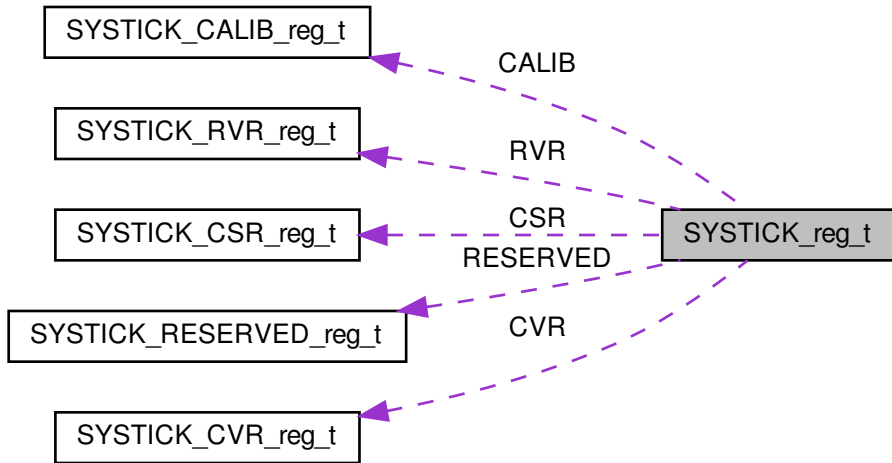 SYSTICK_CALIB_reg_t
CALIB
SYSTICK_RVR_reg_t
RVR
SYSTICK_CSR_reg_t
CSR
SYSTICK_reg_t
RESERVED
SYSTICK_RESERVED_reg_t
CVR
SYSTICK_CVR_reg_t